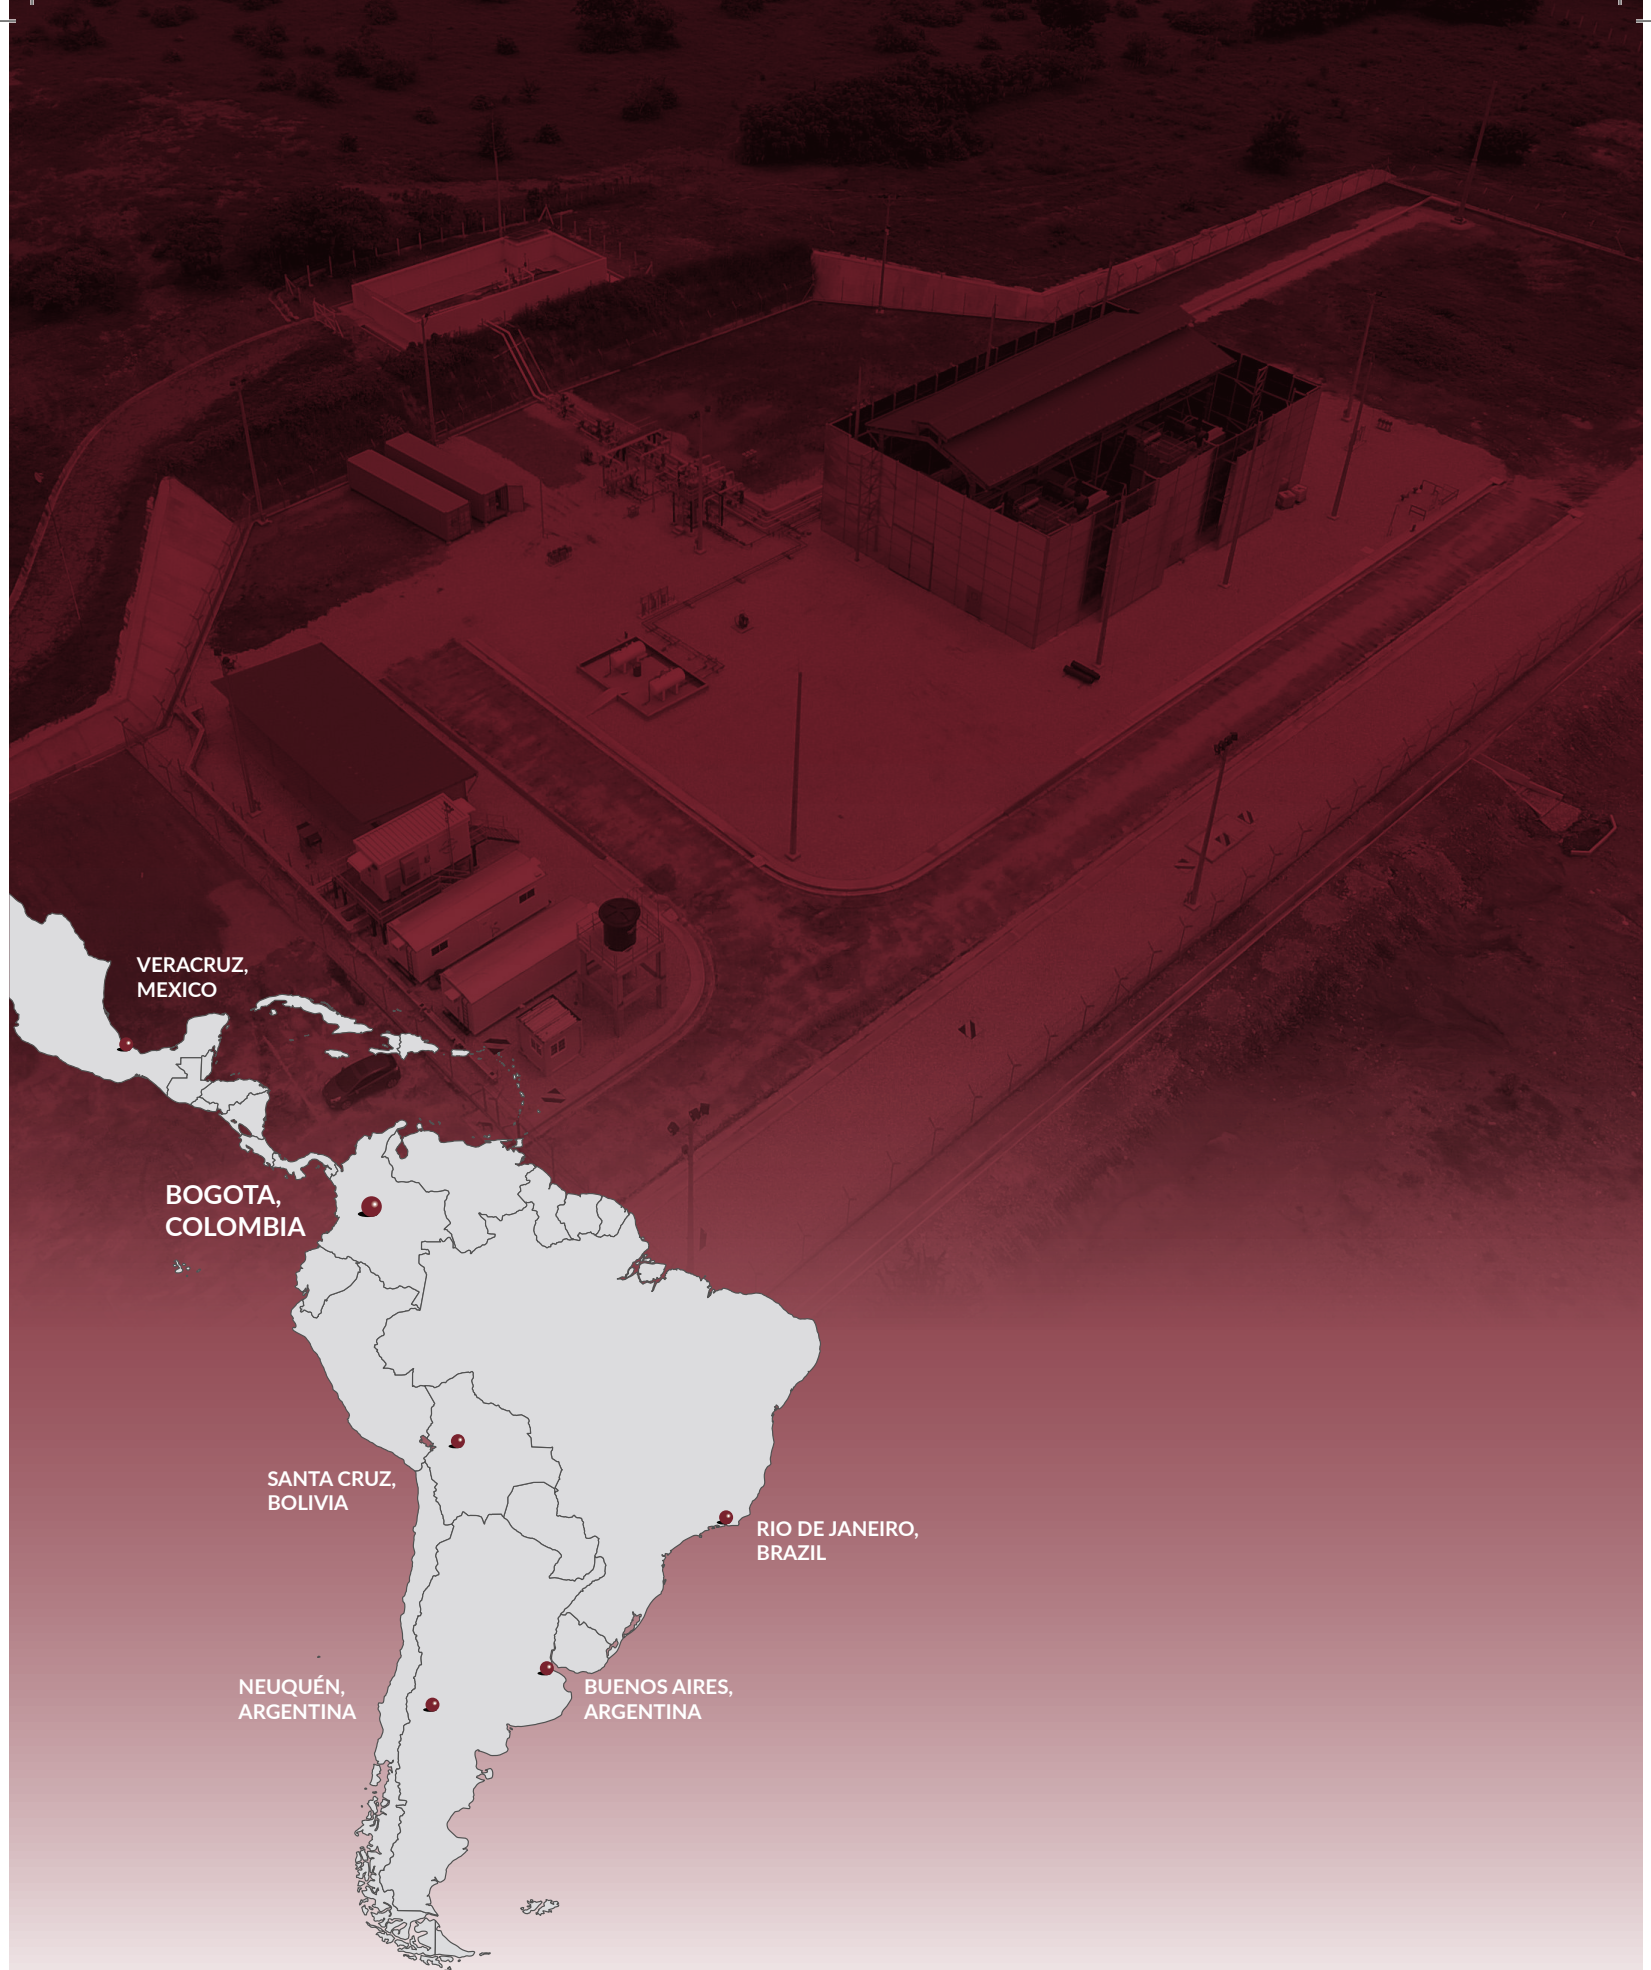 VERACRUZ,
MEXICO
BOGOTA,
COLOMBIA
SANTA CRUZ,
BOLIVIA
RIO DE JANEIRO,
BRAZIL
NEUQUÉN,
ARGENTINA
BUENOS AIRES,
ARGENTINA